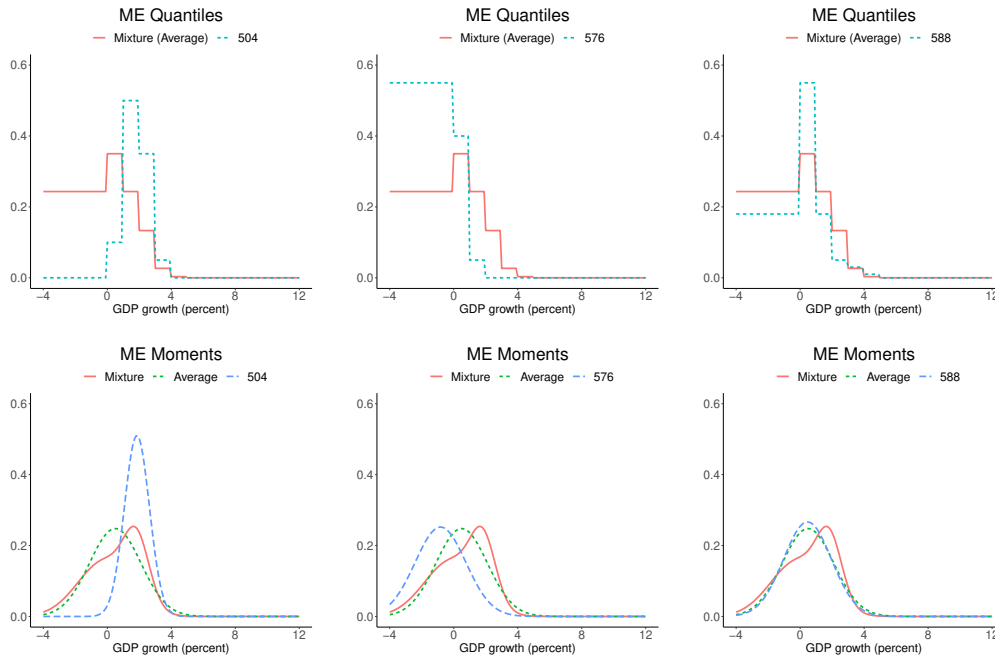 ME Quantiles
Mixture (Average) 504
0.6
0.4
0.2
0.0
−4 0 4 8 12
GDP growth (percent)
ME Quantiles
Mixture (Average) 576
0.6
0.4
0.2
0.0
−4 0 4 8 12
GDP growth (percent)
ME Quantiles
Mixture (Average) 588
0.6
0.4
0.2
0.0
−4 0 4 8 12
GDP growth (percent)
ME Moments
Mixture Average 504
0.6
0.4
0.2
0.0
−4 0 4 8 12
GDP growth (percent)
ME Moments
Mixture Average 576
0.6
0.4
0.2
0.0
−4 0 4 8 12
GDP growth (percent)
ME Moments
Mixture Average 588
0.6
0.4
0.2
0.0
−4 0 4 8 12
GDP growth (percent)